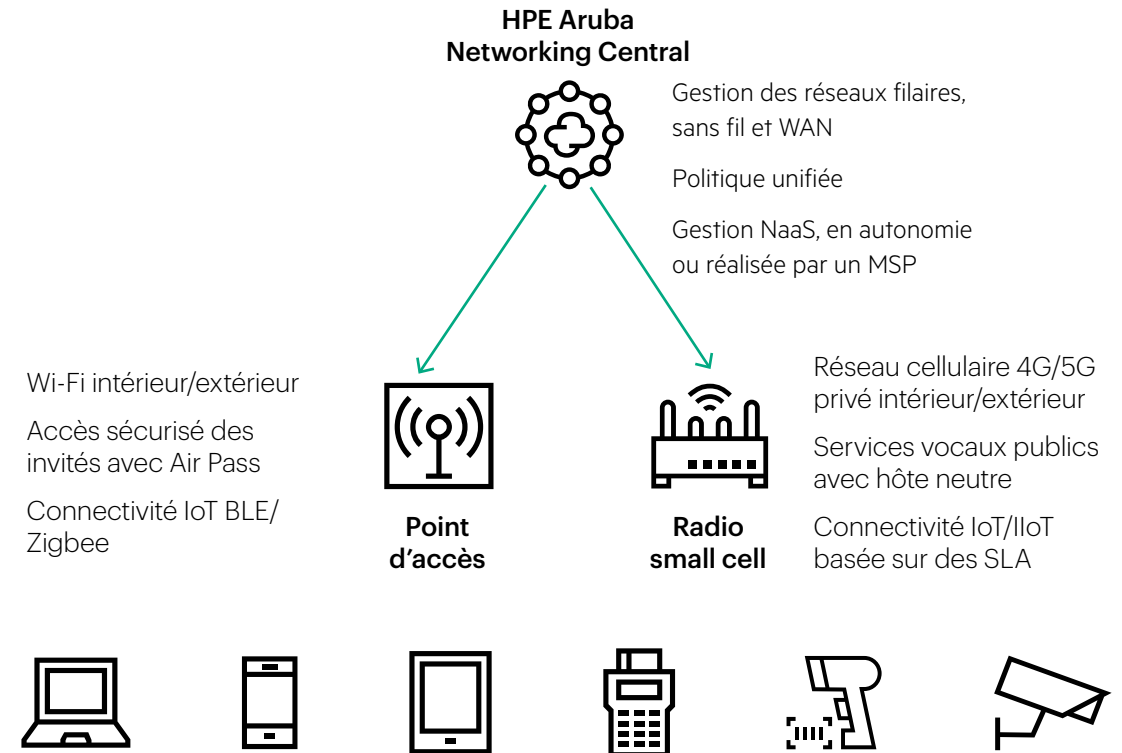 HPE Aruba
Networking Central
Gestion des réseaux filaires,
sans fil et WAN
Politique unifiée
Gestion NaaS, en autonomie
ou réalisée par un MSP
Wi-Fi intérieur/extérieur
Accès sécurisé des
invités avec Air Pass
Connectivité IoT BLE/
Zigbee
Point
d’accès
Radio
small cell
Réseau cellulaire 4G/5G
privé intérieur/extérieur
Services vocaux publics
avec hôte neutre
Connectivité IoT/IIoT
basée sur des SLA